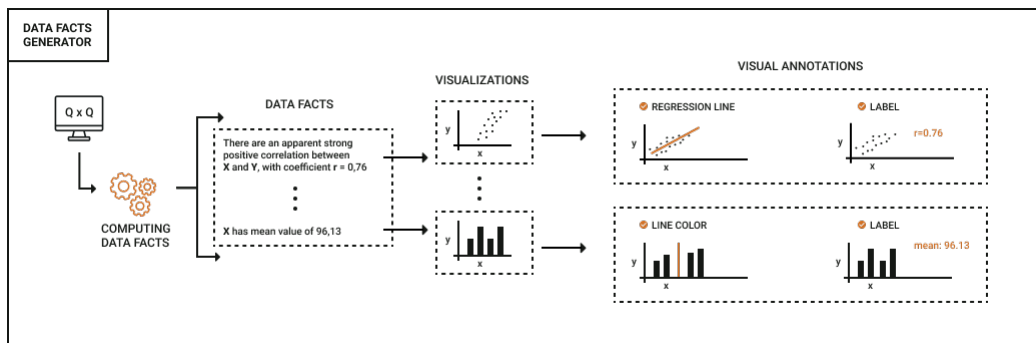 DATA FACTS
GENERATOR
Q x Q
COMPUTING
DATA FACTS
DATA FACTS
There are an apparent strong
positive correlation between
X and Y, with coefficient r = 0,76
X has mean value of 96,13
VISUALIZATIONS
y
x
y
x
VISUAL ANNOTATIONS
REGRESSION LINE
y
x
LABEL
r=0.76
y
x
LINE COLOR
y
x
LABEL
mean: 96.13
y
x